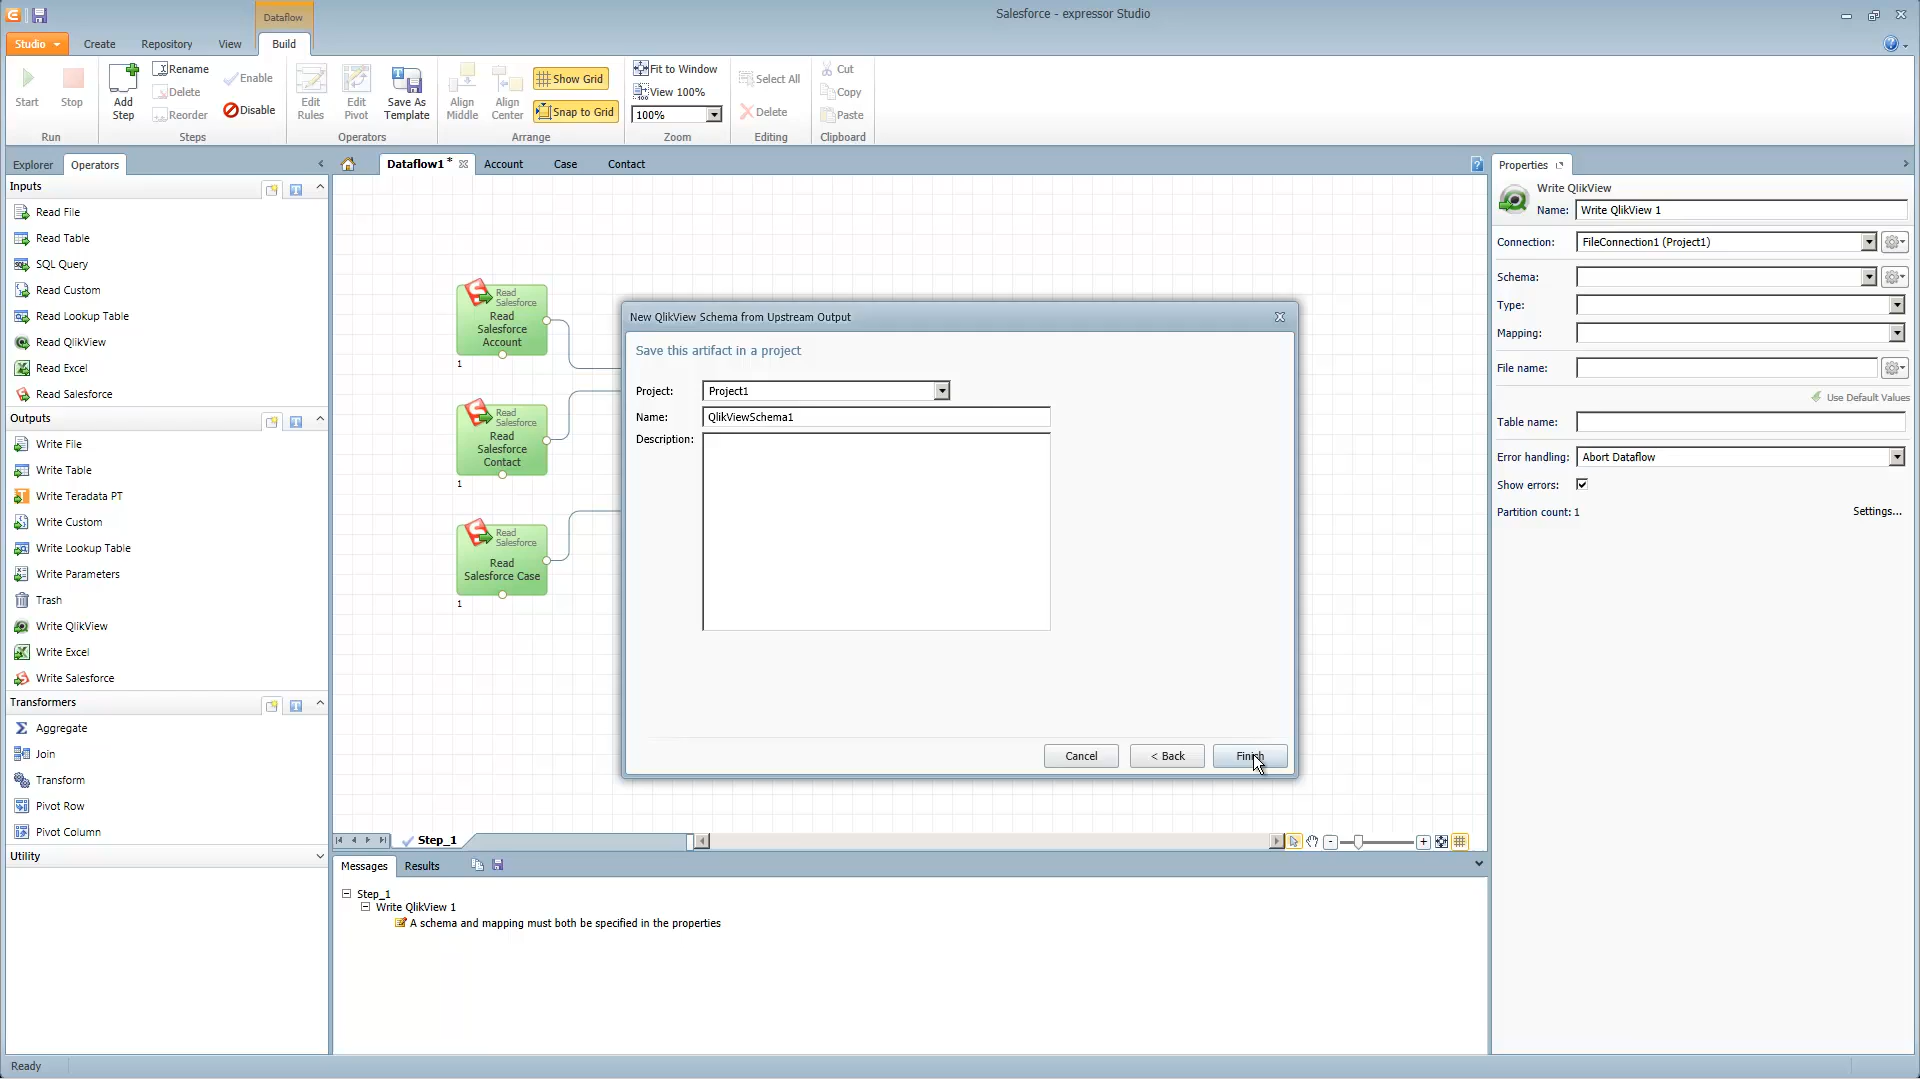 Dataflow
Salesforce - expressor Studio
Studio
Create
Repository
View
Build
Start
Stop
Run
Add Step
Rename
Delete
Reorder
Enable
Disable
Steps
Edit Rules
Edit Pivot
Save As Template
Operators
Align Middle
Align Center
Show Grid
Snap to Grid
Arrange
Fit to Window
View 100%
100%
Zoom
Select All
Delete
Editing
Cut
Copy
Paste
Clipboard
Explorer
Operators
Inputs
Read File
Read Table
SQL Query
Read Custom
Read Lookup Table
Read QlikView
Read Excel
Read Salesforce
Outputs
Write File
Write Table
Write Teradata PT
Write Custom
Write Lookup Table
Write Parameters
Trash
Write QlikView
Write Excel
Write Salesforce
Transformers
Aggregate
Join
Transform
Pivot Row
Pivot Column
Utility
Dataflow1 *
Account
Case
Contact
Read
Salesforce
Read
Salesforce
Account
1
Read
Salesforce
Read
Salesforce
Contact
1
Read
Salesforce
Read
Salesforce Case
1
New QlikView Schema from Upstream Output
Save this artifact in a project
Project: Project1
Name: QlikViewSchema1
Description:
Cancel
< Back
Finish
Step_1
Messages
Results
Step_1
Write QlikView 1
A schema and mapping must both be specified in the properties
Properties
Write QlikView
Name: Write QlikView 1
Connection: FileConnection1 (Project1)
Schema:
Type:
Mapping:
File name:
Use Default Values
Table name:
Error handling: Abort Dataflow
Show errors:
Partition count: 1
Settings...
Ready